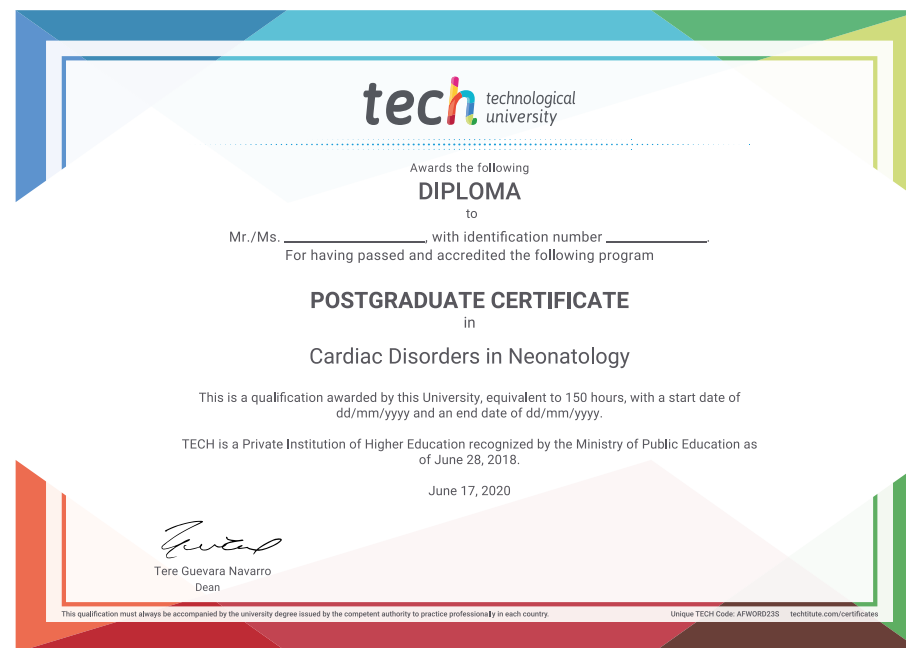 tech technological
university
Awards the following
DIPLOMA
to
Mr./Ms. ____________________, with identification number ______________.
For having passed and accredited the following program
POSTGRADUATE CERTIFICATE
in
Cardiac Disorders in Neonatology
This is a qualification awarded by this University, equivalent to 150 hours, with a start date of
dd/mm/yyyy and an end date of dd/mm/yyyy.
TECH is a Private Institution of Higher Education recognized by the Ministry of Public Education as
of June 28, 2018.
June 17, 2020
Tere Guevara Navarro
Dean
This qualification must always be accompanied by the university degree issued by the competent authority to practice professionally in each country.
Unique TECH Code: AFWORD23S techtitute.com/certificates